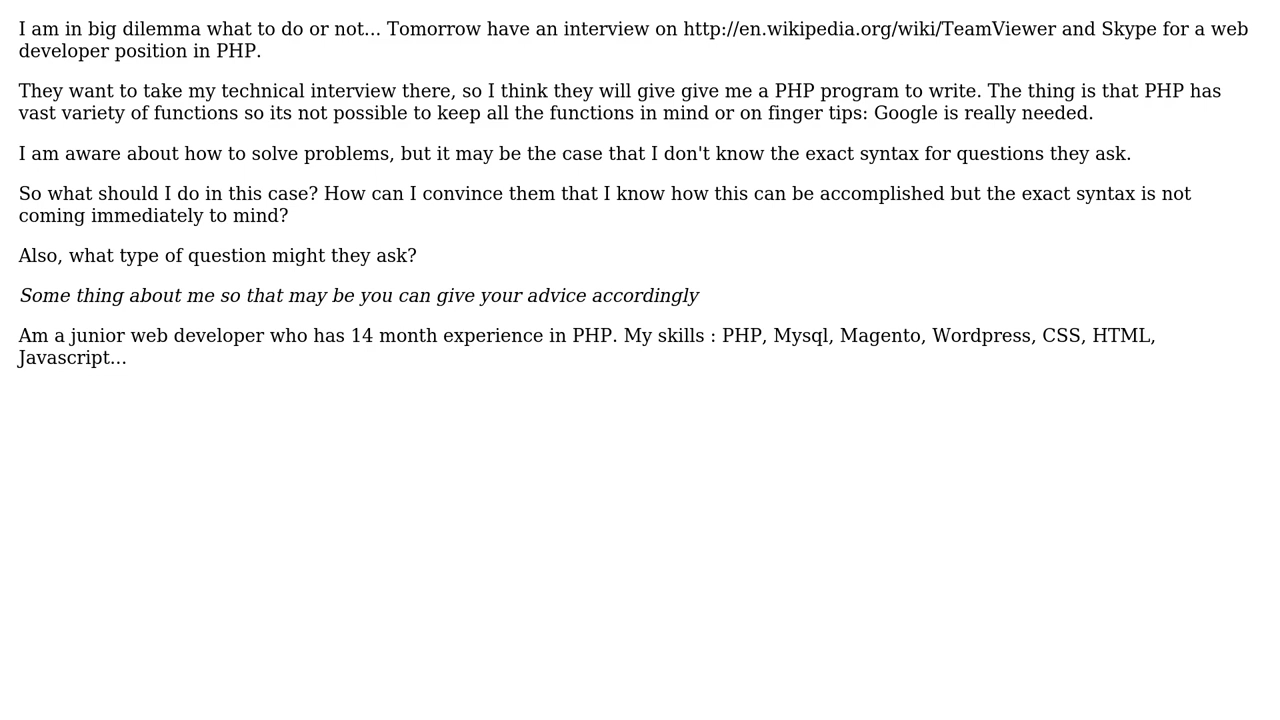 I am in big dilemma what to do or not... Tomorrow have an interview on http://en.wikipedia.org/wiki/TeamViewer and Skype for a web
developer position in PHP.
They want to take my technical interview there, so I think they will give give me a PHP program to write. The thing is that PHP has
vast variety of functions so its not possible to keep all the functions in mind or on finger tips: Google is really needed.
I am aware about how to solve problems, but it may be the case that I don't know the exact syntax for questions they ask.
So what should I do in this case? How can I convince them that I know how this can be accomplished but the exact syntax is not
coming immediately to mind?
Also, what type of question might they ask?
Some thing about me so that may be you can give your advice accordingly
Am a junior web developer who has 14 month experience in PHP. My skills : PHP, Mysql, Magento, Wordpress, CSS, HTML,
Javascript...